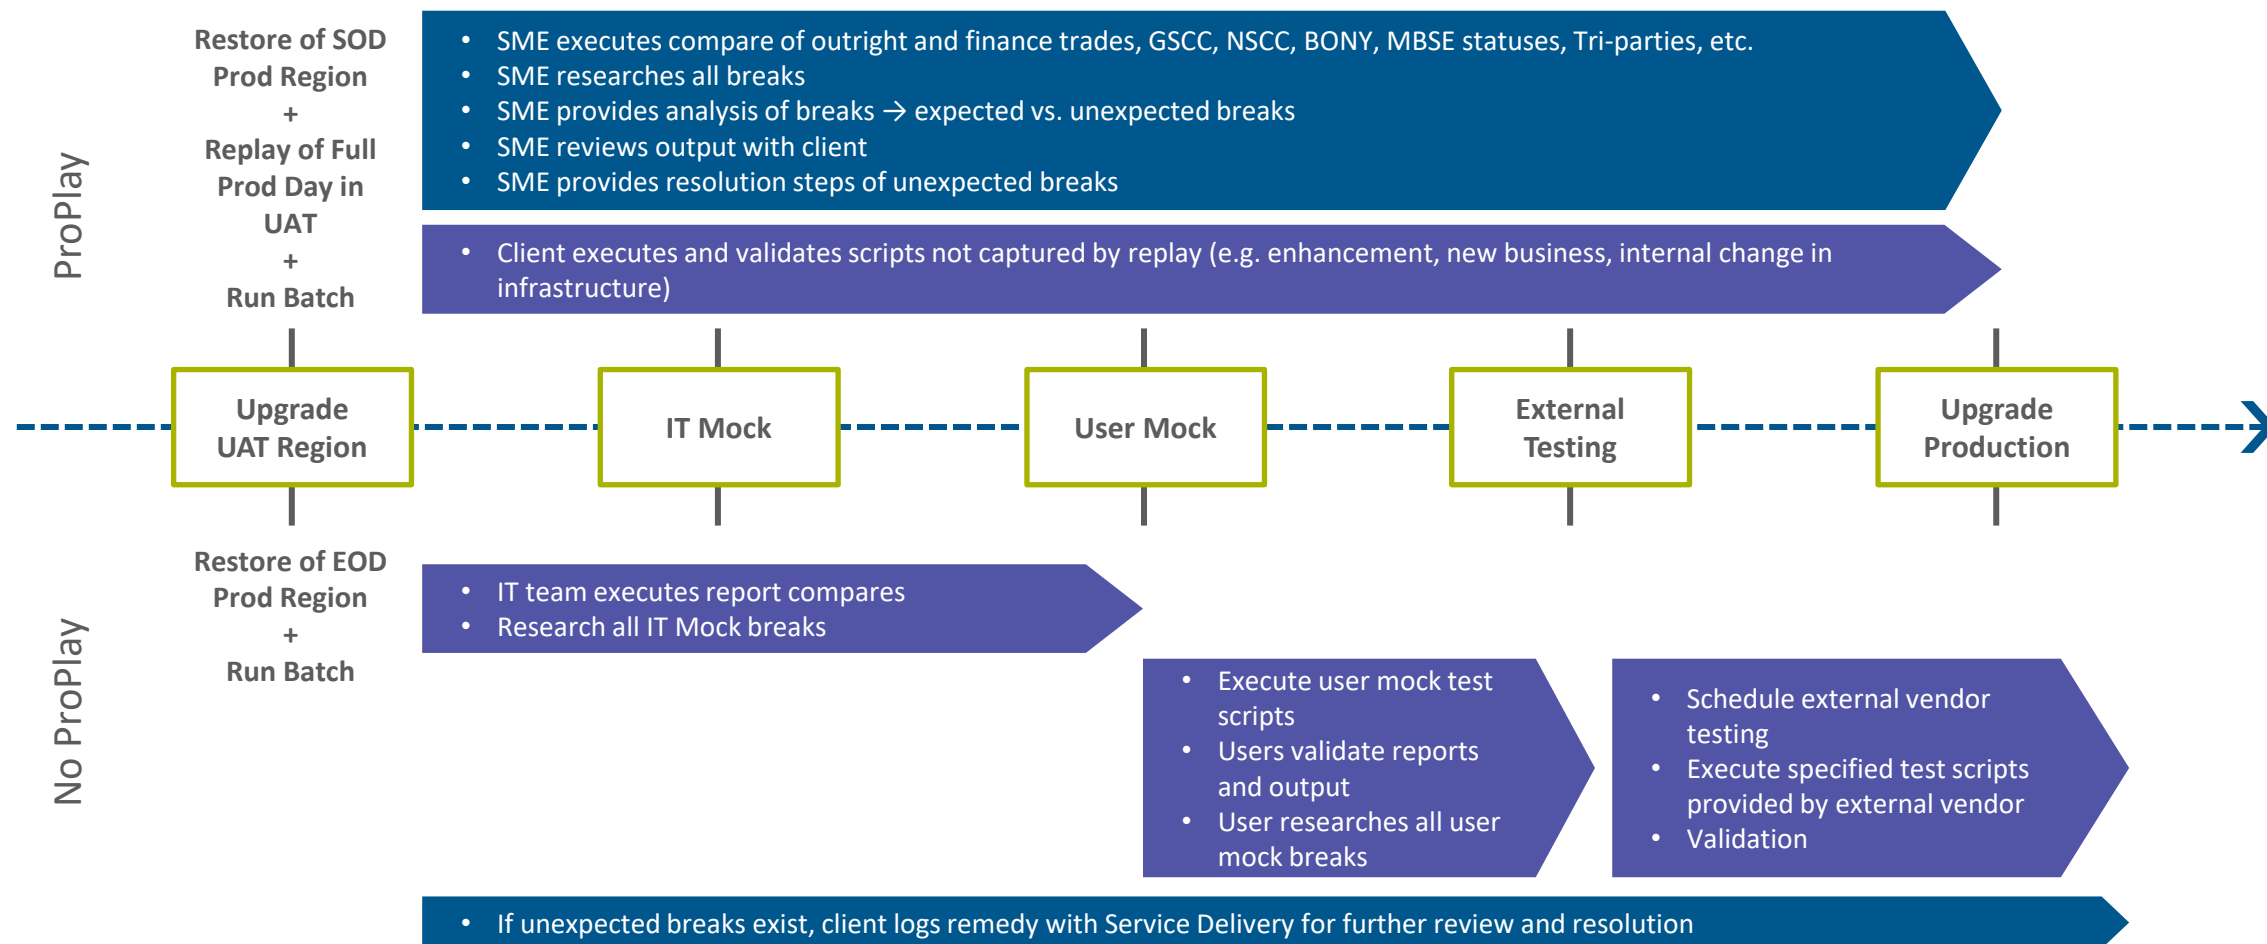 ProPlay
Restore of SOD
Prod Region
+
Replay of Full
Prod Day in
UAT
+
Run Batch
• SME executes compare of outright and finance trades, GSCC, NSCC, BONY, MBSE statuses, Tri-parties, etc.
• SME researches all breaks
• SME provides analysis of breaks → expected vs. unexpected breaks
• SME reviews output with client
• SME provides resolution steps of unexpected breaks
• Client executes and validates scripts not captured by replay (e.g. enhancement, new business, internal change in
infrastructure)
Upgrade
UAT Region
IT Mock
User Mock
External
Testing
Upgrade
Production
No ProPlay
Restore of EOD
Prod Region
+
Run Batch
• IT team executes report compares
• Research all IT Mock breaks
• Execute user mock test
scripts
• Users validate reports
and output
• User researches all user
mock breaks
• Schedule external vendor
testing
• Execute specified test scripts
provided by external vendor
• Validation
• If unexpected breaks exist, client logs remedy with Service Delivery for further review and resolution